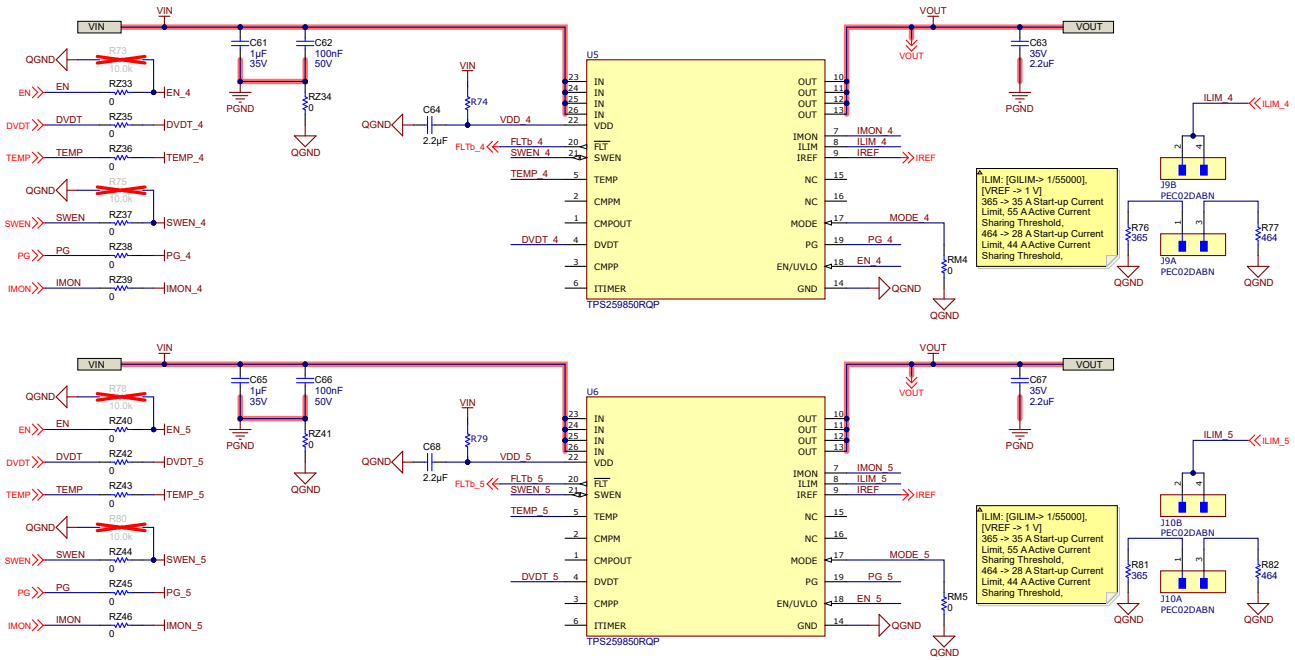 VIN
VIN
C61
1µF
35V
C62
100nF
50V
RZ34
0
PGND
QGND
QGND
R73
10.0k
EN
EN
RZ33
0
EN_4
DVDT
DVDT
RZ35
0
DVDT_4
TEMP
TEMP
RZ36
0
TEMP_4
QGND
R75
10.0k
SWEN
SWEN
RZ37
0
SWEN_4
PG
PG
RZ38
0
PG_4
IMON
IMON
RZ39
0
IMON_4
VIN
R74
QGND
C64
2.2µF
VDD_4
FLTb_4
FLTb_4
SWEN_4
TEMP_4
DVDT_4
U5
23 IN
24 IN
25 IN
26 IN
22 VDD
20 FLT
21 SWEN
5 TEMP
2 CMPM
1 CMPOUT
4 DVDT
3 CMPP
6 ITIMER
OUT 10
OUT 11
OUT 12
OUT 13
IMON 7
ILIM 8
IREF 9
NC 15
NC 16
MODE 17
PG 19
EN/UVLO 18
GND 14
TPS259850RQP
IMON_4
ILIM_4
IREF
IREF
MODE_4
PG_4
EN_4
QGND
RM4
0
QGND
VOUT
VOUT
VOUT
C63
35V
2.2uF
PGND
ILIM: [GILIM-> 1/55000],
[VREF -> 1 V]
365 -> 35 A Start-up Current
Limit, 55 A Active Current
Sharing Threshold,
464 -> 28 A Start-up Current
Limit, 44 A Active Current
Sharing Threshold,
ILIM_4
ILIM_4
2
4
J9B
PEC02DABN
1
3
J9A
PEC02DABN
R76
365
QGND
R77
464
QGND
VIN
VIN
C65
1µF
35V
C66
100nF
50V
RZ41
0
PGND
QGND
QGND
R78
10.0k
EN
EN
RZ40
0
EN_5
DVDT
DVDT
RZ42
0
DVDT_5
TEMP
TEMP
RZ43
0
TEMP_5
QGND
R80
10.0k
SWEN
SWEN
RZ44
0
SWEN_5
PG
PG
RZ45
0
PG_5
IMON
IMON
RZ46
0
IMON_5
VIN
R79
QGND
C68
2.2µF
VDD_5
FLTb_5
FLTb_5
SWEN_5
TEMP_5
DVDT_5
U6
23 IN
24 IN
25 IN
26 IN
22 VDD
20 FLT
21 SWEN
5 TEMP
2 CMPM
1 CMPOUT
4 DVDT
3 CMPP
6 ITIMER
OUT 10
OUT 11
OUT 12
OUT 13
IMON 7
ILIM 8
IREF 9
NC 15
NC 16
MODE 17
PG 19
EN/UVLO 18
GND 14
TPS259850RQP
IMON_5
ILIM_5
IREF
IREF
MODE_5
PG_5
EN_5
QGND
RM5
0
QGND
VOUT
VOUT
VOUT
C67
35V
2.2uF
PGND
ILIM: [GILIM-> 1/55000],
[VREF -> 1 V]
365 -> 35 A Start-up Current
Limit, 55 A Active Current
Sharing Threshold,
464 -> 28 A Start-up Current
Limit, 44 A Active Current
Sharing Threshold,
ILIM_5
ILIM_5
2
4
J10B
PEC02DABN
1
3
J10A
PEC02DABN
R81
365
QGND
R82
464
QGND